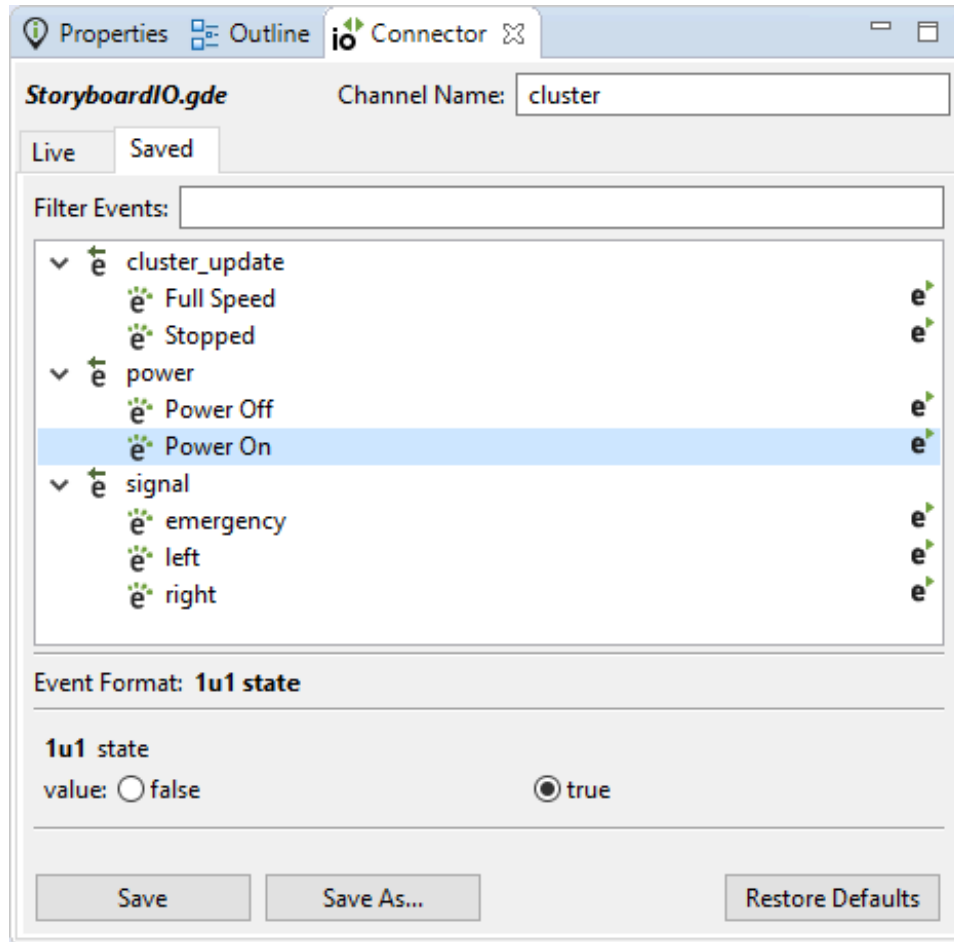 Properties Outline io Connector
StoryboardIO.gde Channel Name: cluster
Live Saved
Filter Events:
e cluster_update
e Full Speed e
e Stopped e
e power
e Power Off e
e Power On e
e signal
e emergency e
e left e
e right e
Event Format: 1u1 state
1u1 state
value: false true
Save Save As... Restore Defaults